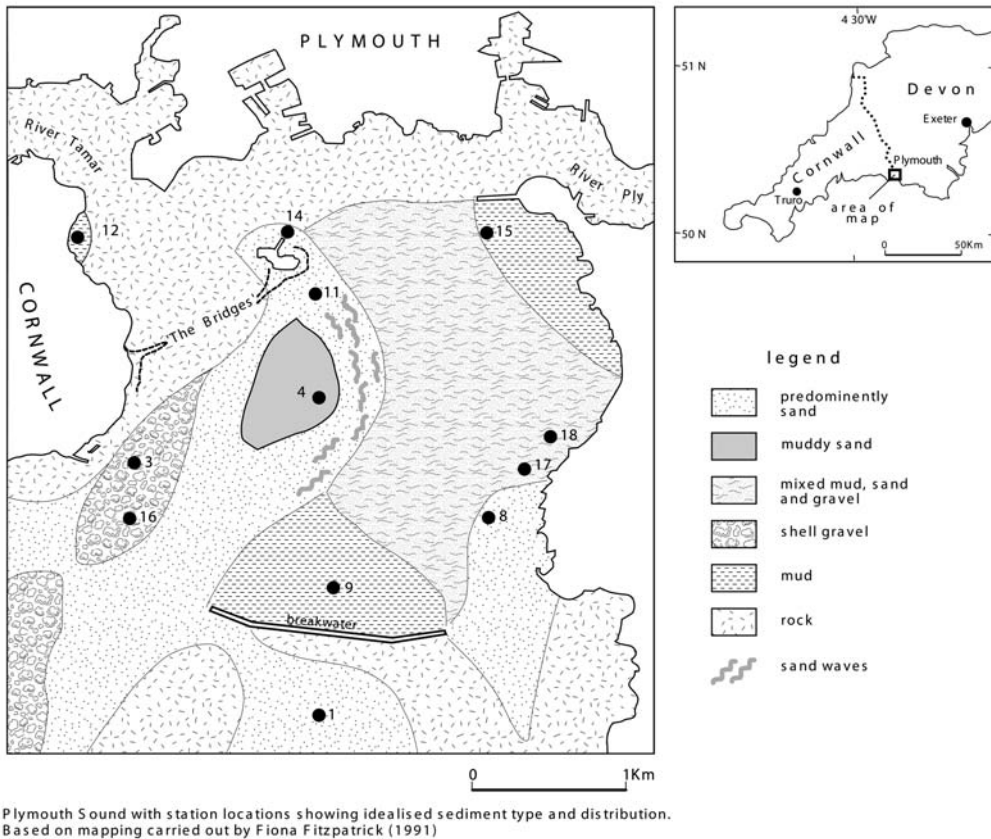 PLYMOUTH
River Tamar
River Ply
14
12
15
11
The Bridges
CORNWALL
4
18
3
17
16
8
9
breakwater
1
0 1Km
4 30'W
51 N
Devon
Exeter
Cornwall
Plymouth
Truro
area of
map
50 N
0 50Km
legend
predominently
sand
muddy sand
mixed mud, sand
and gravel
shell gravel
mud
rock
sand waves
Plymouth Sound with station locations showing idealised sediment type and distribution.
Based on mapping carried out by Fiona Fitzpatrick (1991)